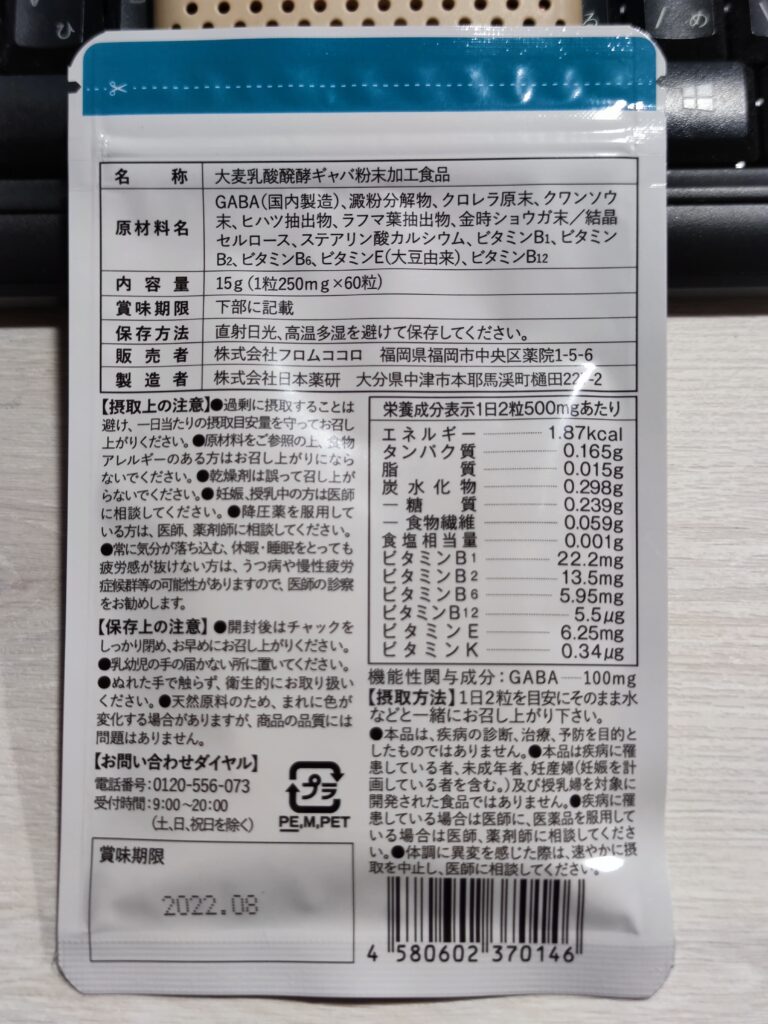 名称 大麦乳酸醗酵ギャバ粉末加工食品
原材料名 GABA(国内製造)、澱粉分解物、クロレラ原末、クワンソウ
末、ヒハツ抽出物、ラフマ葉抽出物、金時ショウガ末／結晶
セルロース、ステアリン酸カルシウム、ビタミンB1、ビタミン
B2、ビタミンB6、ビタミンE(大豆由来)、ビタミンB12
内容量 15g(1粒250mg×60粒)
賞味期限 下部に記載
保存方法 直射日光、高温多湿を避けて保存してください。
販売者 株式会社フロムココロ 福岡県福岡市中央区薬院1-5-6
製造者 株式会社日本薬研 大分県中津市本耶馬渓町樋田22 -2
【摂取上の注意】●過剰に摂取することは
避け、一日当たりの摂取目安量を守ってお召し
上がりください。●原材料をご参照の上、食物
アレルギーのある方はお召し上がりになら
ないでください。●乾燥剤は誤って召し上が
らないでください。●妊娠、授乳中の方は医師
に相談してください。●降圧薬を服用して
いる方は、医師、薬剤師に相談してください。
●常に気分が落ち込む、休暇・睡眠をとっても
疲労感が抜けない方は、うつ病や慢性疲労
症候群等の可能性がありますので、医師の診察
をお勧めします。
【保存上の注意】●開封後はチャックを
しっかり閉め、お早めにお召し上がりください。
●乳幼児の手の届かない所に置いてください。
●ぬれた手で触らず、衛生的にお取り扱い
ください。●天然原料のため、まれに色が
変化する場合がありますが、商品の品質には
問題はありません。
【お問い合わせダイヤル】
電話番号:0120-556-073
受付時間:9:00~20:00
(土、日、祝日を除く)
プラ
PE,M,PET
賞味期限
2022.08
栄養成分表示1日2粒500mgあたり
エネルギー 1.87kcal
タンパク質 0.165g
脂質 0.015g
炭水化物 0.298g
ー糖質 0.239g
ー食物繊維 0.059g
食塩相当量 0.001g
ビタミンB1 22.2mg
ビタミンB2 13.5mg
ビタミンB6 5.95mg
ビタミンB12 5.5μg
ビタミンE 6.25mg
ビタミンK 0.34μg
機能性関与成分:GABA 100mg
【摂取方法】1日2粒を目安にそのまま水
などと一緒にお召し上がり下さい。
●本品は、疾病の診断、治療、予防を目的と
したものではありません。●本品は疾病に罹
患している者、未成年者、妊産婦(妊娠を計
画している者を含む。)及び授乳婦を対象に
開発された食品ではありません。●疾病に罹
患している場合は医師に、医薬品を服用して
いる場合は医師、薬剤師に相談してくださ
い。●体調に異変を感じた際は、速やかに摂
取を中止し、医師に相談してください。
4 580602 370146
ひ
ろ
/ め